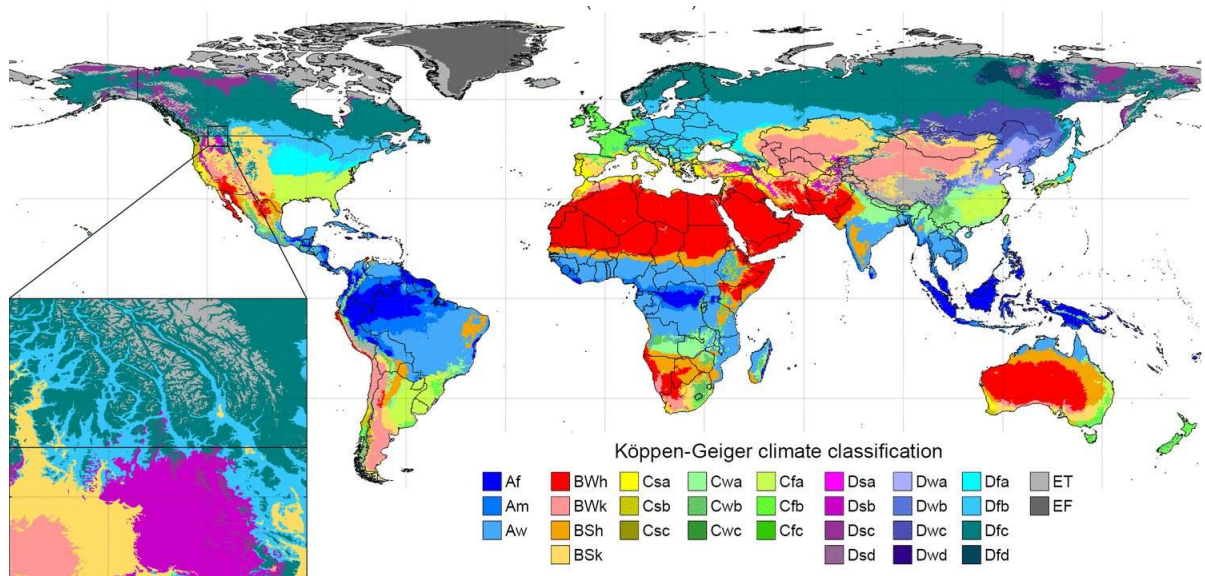 Köppen-Geiger climate classification
Af BWh Csa Cwa Cfa Dsa Dwa Dfa ET
Am BWk Csb Cwb Cfb Dsb Dwb Dfb EF
Aw BSh Csc Cwc Cfc Dsc Dwc Dfc
BSk Dsd Dwd Dfd